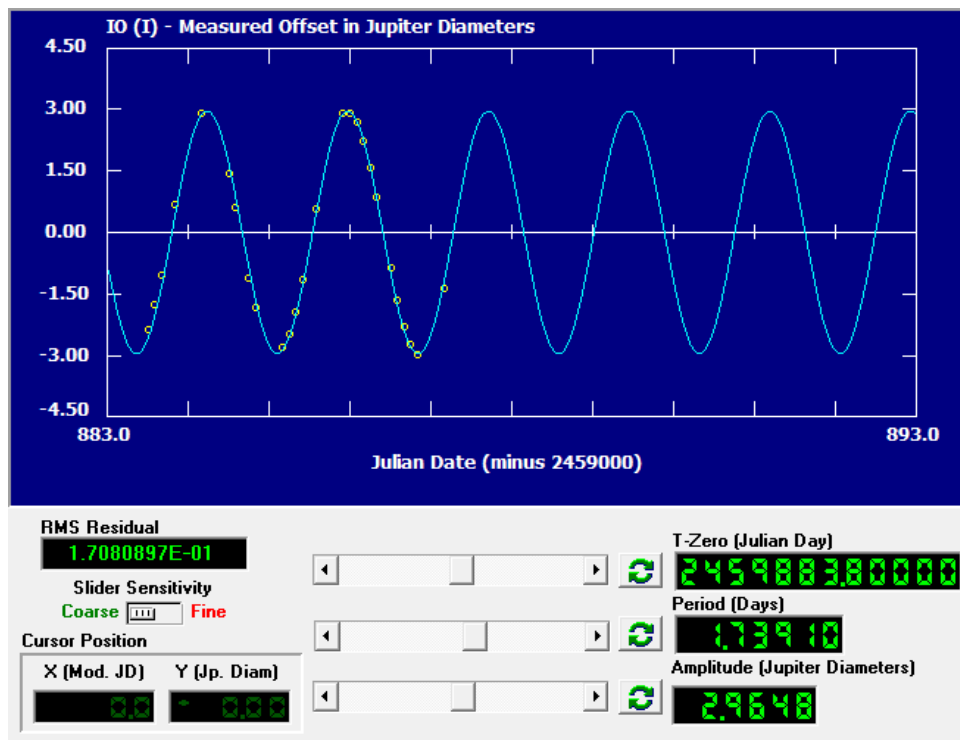 IO (I) - Measured Offset in Jupiter Diameters
4.50
3.00
1.50
0.00
-1.50
-3.00
-4.50
883.0 893.0
Julian Date (minus 2459000)
RMS Residual
1.7080897E-01
Slider Sensitivity
Coarse Fine
Cursor Position
X (Mod. JD) Y (Jp. Diam)
0.0 - 0.00
T-Zero (Julian Day)
2459883.80000
Period (Days)
1.73910
Amplitude (Jupiter Diameters)
2.9648